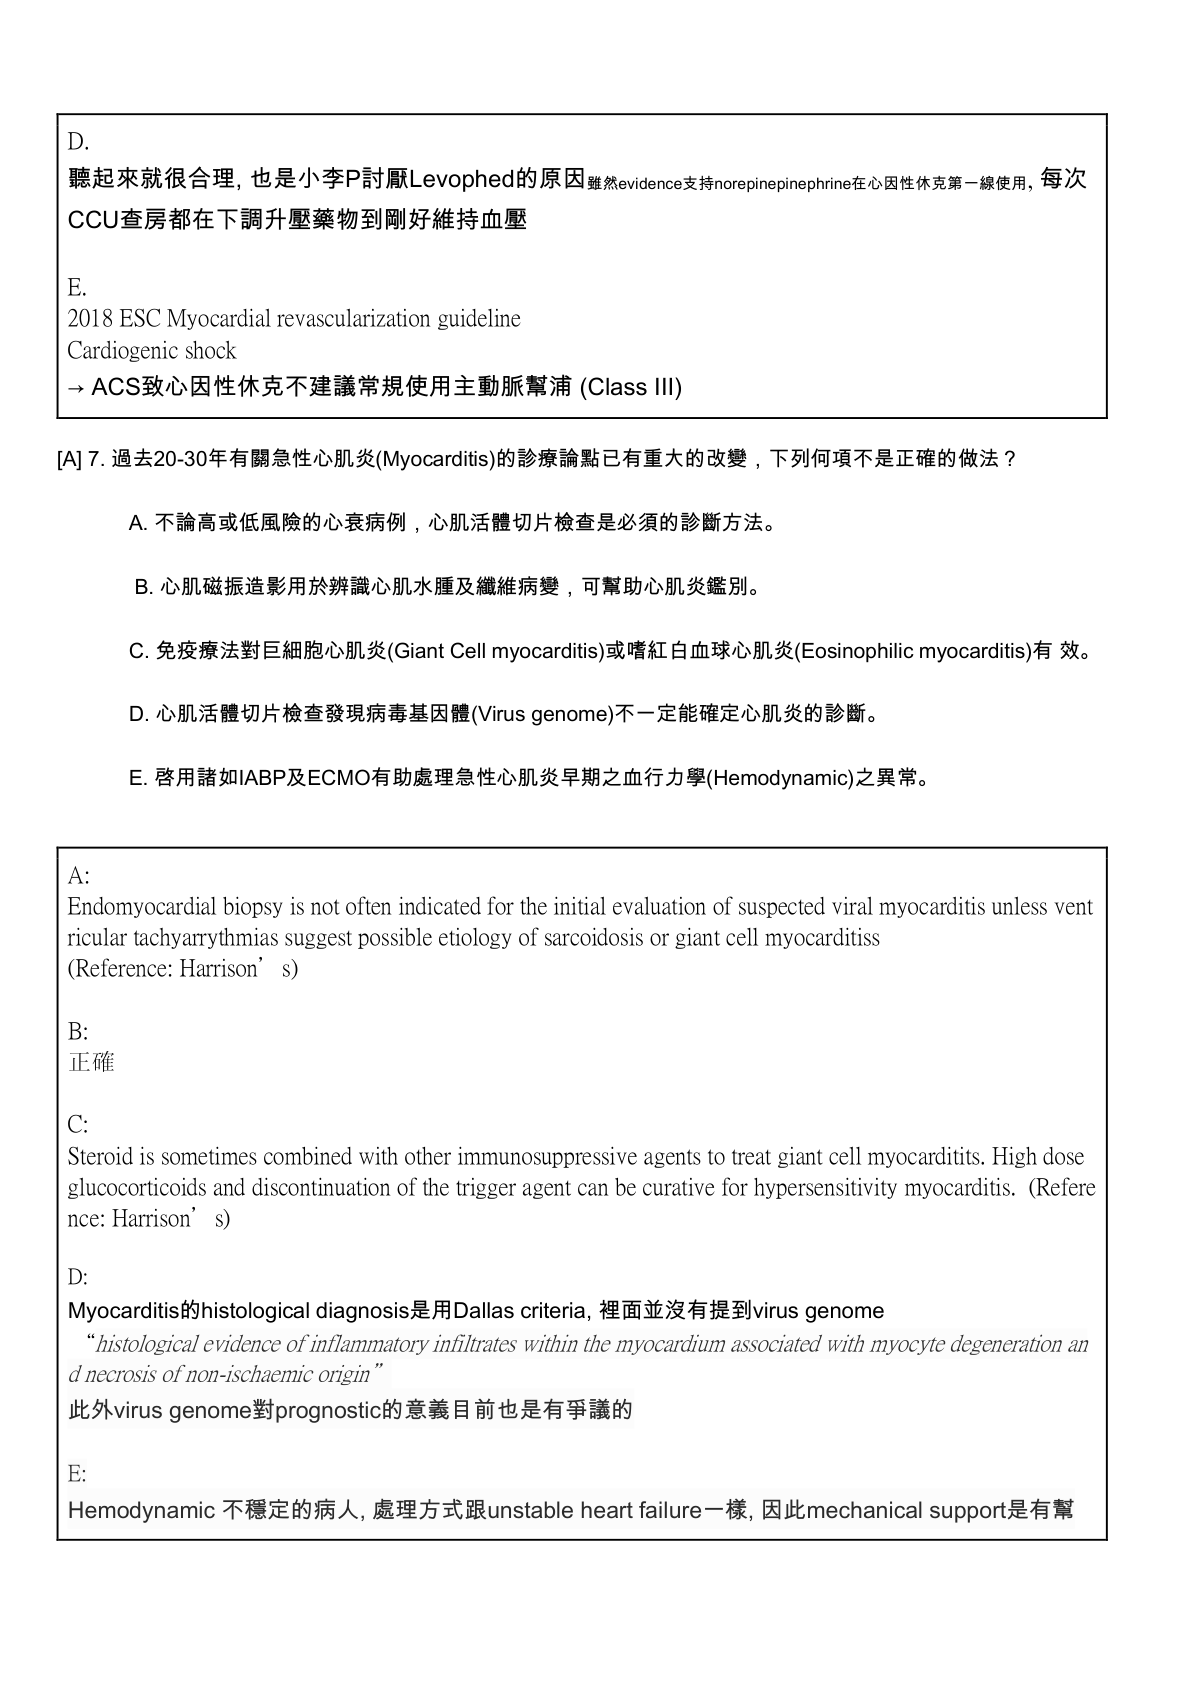 D.
聽起來就很合理, 也是小李P討厭Levophed的原因雖然evidence支持norepinepinephrine在心因性休克第一線使用, 每次
CCU查房都在下調升壓藥物到剛好維持血壓
E.
2018 ESC Myocardial revascularization guideline
Cardiogenic shock
→ ACS致心因性休克不建議常規使用主動脈幫浦 (Class III)
[A] 7. 過去20-30年有關急性心肌炎(Myocarditis)的診療論點已有重大的改變，下列何項不是正確的做法？
A. 不論高或低風險的心衰病例，心肌活體切片檢查是必須的診斷方法。
B. 心肌磁振造影用於辨識心肌水腫及纖維病變，可幫助心肌炎鑑別。
C. 免疫療法對巨細胞心肌炎(Giant Cell myocarditis)或嗜紅白血球心肌炎(Eosinophilic myocarditis)有 效。
D. 心肌活體切片檢查發現病毒基因體(Virus genome)不一定能確定心肌炎的診斷。
E. 啓用諸如IABP及ECMO有助處理急性心肌炎早期之血行力學(Hemodynamic)之異常。
A:
Endomyocardial biopsy is not often indicated for the initial evaluation of suspected viral myocarditis unless vent
ricular tachyarrythmias suggest possible etiology of sarcoidosis or giant cell myocarditiss
(Reference: Harrison’s)
B:
正確
C:
Steroid is sometimes combined with other immunosuppressive agents to treat giant cell myocarditits. High dose
glucocorticoids and discontinuation of the trigger agent can be curative for hypersensitivity myocarditis. (Refere
nce: Harrison’s)
D:
Myocarditis的histological diagnosis是用Dallas criteria, 裡面並沒有提到virus genome
“histological evidence of inflammatory infiltrates within the myocardium associated with myocyte degeneration an
d necrosis of non-ischaemic origin”
此外virus genome對prognostic的意義目前也是有爭議的
E:
Hemodynamic 不穩定的病人, 處理方式跟unstable heart failure一樣, 因此mechanical support是有幫